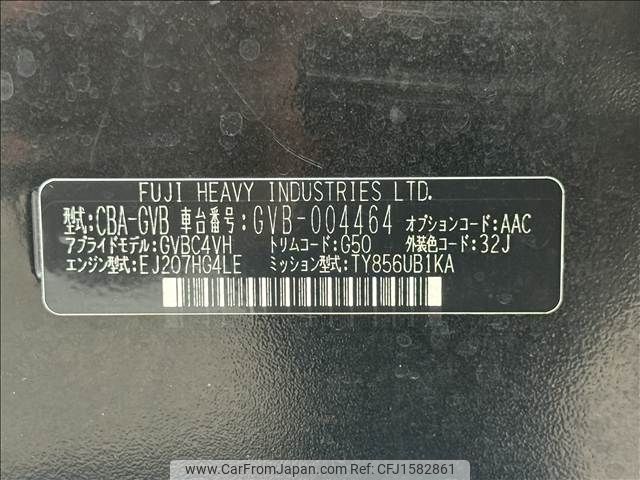 FUJI HEAVY INDUSTRIES LTD.
型式:CBA-GVB 車台番号:GVB-004464 オプションコード:AAC
アプライドモデル:GVBC4VH トリムコード:G50 外装色コード:32J
エンジン型式:EJ207HG4LE ミッション型式:TY856UB1KA
www.carfromjapan.com Car From Japan - CFJ1582861